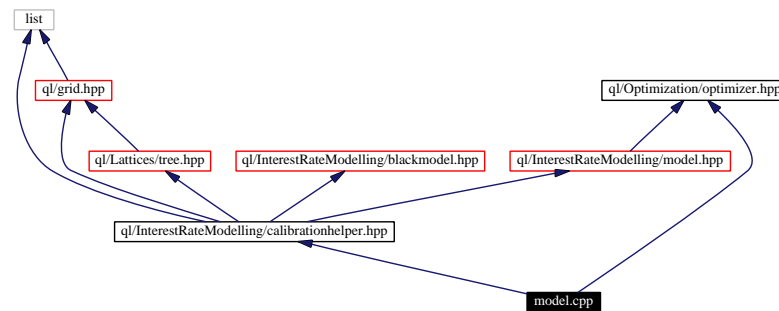 list
ql/grid.hpp
ql/Optimization/optimizer.hpp
ql/Lattices/tree.hpp
ql/InterestRateModelling/blackmodel.hpp
ql/InterestRateModelling/model.hpp
ql/InterestRateModelling/calibrationhelper.hpp
model.cpp